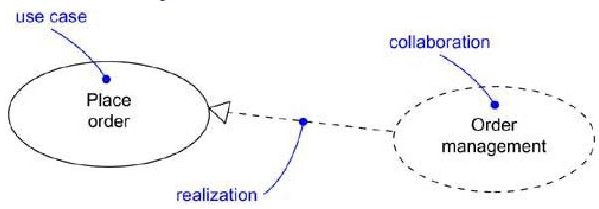 use case
collaboration
Place
order
Order
management
realization